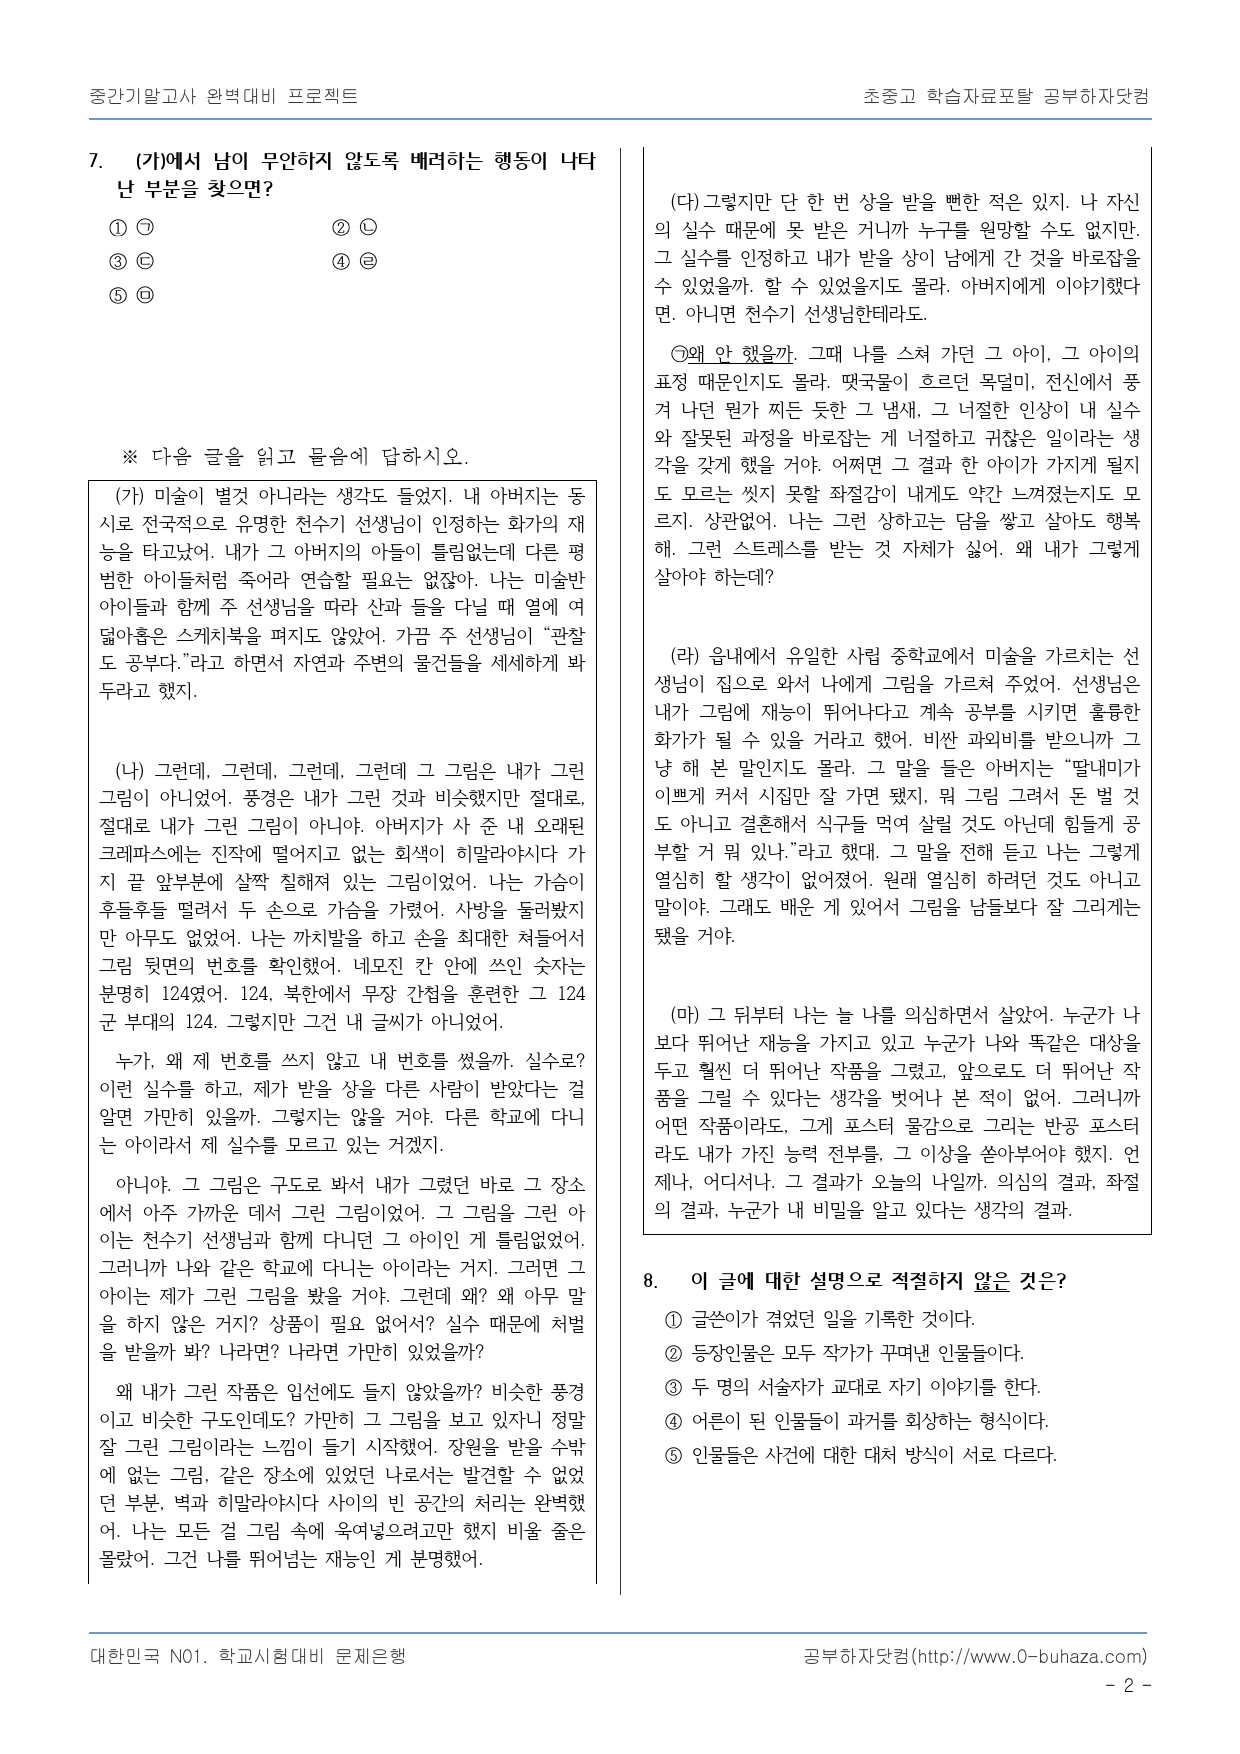 중간기말고사 완벽대비 프로젝트
초중고 학습자료포탈 공부하자닷컴
7. (가)에서 남이 무안하지 않도록 배려하는 행동이 나타
난 부분을 찾으면?
① ㉠ ② ㉡
③ ㉢ ④ ㉣
⑤ ㉤
※ 다음 글을 읽고 물음에 답하시오.
(가) 미술이 별것 아니라는 생각도 들었지. 내 아버지는 동
시로 전국적으로 유명한 천수기 선생님이 인정하는 화가의 재
능을 타고났어. 내가 그 아버지의 아들이 틀림없는데 다른 평
범한 아이들처럼 죽어라 연습할 필요는 없잖아. 나는 미술반
아이들과 함께 주 선생님을 따라 산과 들을 다닐 때 열에 여
덟아홉은 스케치북을 펴지도 않았어. 가끔 주 선생님이 “관찰
도 공부다.”라고 하면서 자연과 주변의 물건들을 세세하게 봐
두라고 했지.
(나) 그런데, 그런데, 그런데, 그런데 그 그림은 내가 그린
그림이 아니었어. 풍경은 내가 그린 것과 비슷했지만 절대로,
절대로 내가 그린 그림이 아니야. 아버지가 사 준 내 오래된
크레파스에는 진작에 떨어지고 없는 회색이 히말라야시다 가
지 끝 앞부분에 살짝 칠해져 있는 그림이었어. 나는 가슴이
후들후들 떨려서 두 손으로 가슴을 가렸어. 사방을 둘러봤지
만 아무도 없었어. 나는 까치발을 하고 손을 최대한 쳐들어서
그림 뒷면의 번호를 확인했어. 네모진 칸 안에 쓰인 숫자는
분명히 124였어. 124, 북한에서 무장 간첩을 훈련한 그 124
군 부대의 124. 그렇지만 그건 내 글씨가 아니었어.
누가, 왜 제 번호를 쓰지 않고 내 번호를 썼을까. 실수로?
이런 실수를 하고, 제가 받을 상을 다른 사람이 받았다는 걸
알면 가만히 있을까. 그렇지는 않을 거야. 다른 학교에 다니
는 아이라서 제 실수를 모르고 있는 거겠지.
아니야. 그 그림은 구도로 봐서 내가 그렸던 바로 그 장소
에서 아주 가까운 데서 그린 그림이었어. 그 그림을 그린 아
이는 천수기 선생님과 함께 다니던 그 아이인 게 틀림없었어.
그러니까 나와 같은 학교에 다니는 아이라는 거지. 그러면 그
아이는 제가 그린 그림을 봤을 거야. 그런데 왜? 왜 아무 말
을 하지 않은 거지? 상품이 필요 없어서? 실수 때문에 처벌
을 받을까 봐? 나라면? 나라면 가만히 있었을까?
왜 내가 그린 작품은 입선에도 들지 않았을까? 비슷한 풍경
이고 비슷한 구도인데도? 가만히 그 그림을 보고 있자니 정말
잘 그린 그림이라는 느낌이 들기 시작했어. 장원을 받을 수밖
에 없는 그림, 같은 장소에 있었던 나로서는 발견할 수 없었
던 부분, 벽과 히말라야시다 사이의 빈 공간의 처리는 완벽했
어. 나는 모든 걸 그림 속에 욱여넣으려고만 했지 비울 줄은
몰랐어. 그건 나를 뛰어넘는 재능인 게 분명했어.
(다) 그렇지만 단 한 번 상을 받을 뻔한 적은 있지. 나 자신
의 실수 때문에 못 받은 거니까 누구를 원망할 수도 없지만.
그 실수를 인정하고 내가 받을 상이 남에게 간 것을 바로잡을
수 있었을까. 할 수 있었을지도 몰라. 아버지에게 이야기했다
면. 아니면 천수기 선생님한테라도.
㉠왜 안 했을까. 그때 나를 스쳐 가던 그 아이, 그 아이의
표정 때문인지도 몰라. 땟국물이 흐르던 목덜미, 전신에서 풍
겨 나던 뭔가 찌든 듯한 그 냄새, 그 너절한 인상이 내 실수
와 잘못된 과정을 바로잡는 게 너절하고 귀찮은 일이라는 생
각을 갖게 했을 거야. 어쩌면 그 결과 한 아이가 가지게 될지
도 모르는 씻지 못할 좌절감이 내게도 약간 느껴졌는지도 모
르지. 상관없어. 나는 그런 상하고는 담을 쌓고 살아도 행복
해. 그런 스트레스를 받는 것 자체가 싫어. 왜 내가 그렇게
살아야 하는데?
(라) 읍내에서 유일한 사립 중학교에서 미술을 가르치는 선
생님이 집으로 와서 나에게 그림을 가르쳐 주었어. 선생님은
내가 그림에 재능이 뛰어나다고 계속 공부를 시키면 훌륭한
화가가 될 수 있을 거라고 했어. 비싼 과외비를 받으니까 그
냥 해 본 말인지도 몰라. 그 말을 들은 아버지는 “딸내미가
이쁘게 커서 시집만 잘 가면 됐지, 뭐 그림 그려서 돈 벌 것
도 아니고 결혼해서 식구들 먹여 살릴 것도 아닌데 힘들게 공
부할 거 뭐 있나.”라고 했대. 그 말을 전해 듣고 나는 그렇게
열심히 할 생각이 없어졌어. 원래 열심히 하려던 것도 아니고
말이야. 그래도 배운 게 있어서 그림을 남들보다 잘 그리게는
됐을 거야.
(마) 그 뒤부터 나는 늘 나를 의심하면서 살았어. 누군가 나
보다 뛰어난 재능을 가지고 있고 누군가 나와 똑같은 대상을
두고 훨씬 더 뛰어난 작품을 그렸고, 앞으로도 더 뛰어난 작
품을 그릴 수 있다는 생각을 벗어나 본 적이 없어. 그러니까
어떤 작품이라도, 그게 포스터 물감으로 그리는 반공 포스터
라도 내가 가진 능력 전부를, 그 이상을 쏟아부어야 했지. 언
제나, 어디서나. 그 결과가 오늘의 나일까. 의심의 결과, 좌절
의 결과, 누군가 내 비밀을 알고 있다는 생각의 결과.
8. 이 글에 대한 설명으로 적절하지 않은 것은?
① 글쓴이가 겪었던 일을 기록한 것이다.
② 등장인물은 모두 작가가 꾸며낸 인물들이다.
③ 두 명의 서술자가 교대로 자기 이야기를 한다.
④ 어른이 된 인물들이 과거를 회상하는 형식이다.
⑤ 인물들은 사건에 대한 대처 방식이 서로 다르다.
대한민국 N01. 학교시험대비 문제은행
공부하자닷컴(http://www.0-buhaza.com)
- 2 -